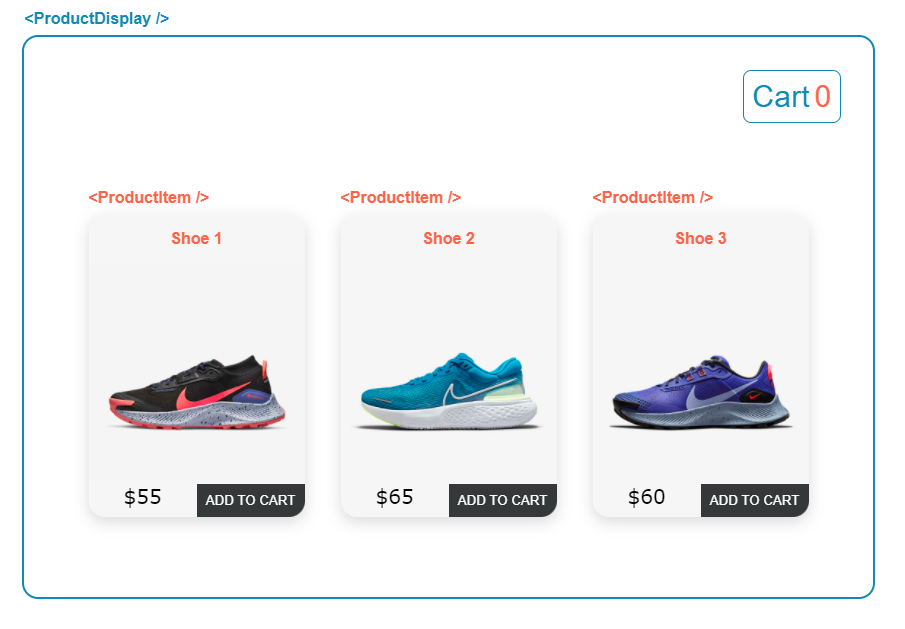 <ProductDisplay />
Cart 0
<ProductItem /> <ProductItem /> <ProductItem />
Shoe 1 Shoe 2 Shoe 3
$55 ADD TO CART $65 ADD TO CART $60 ADD TO CART